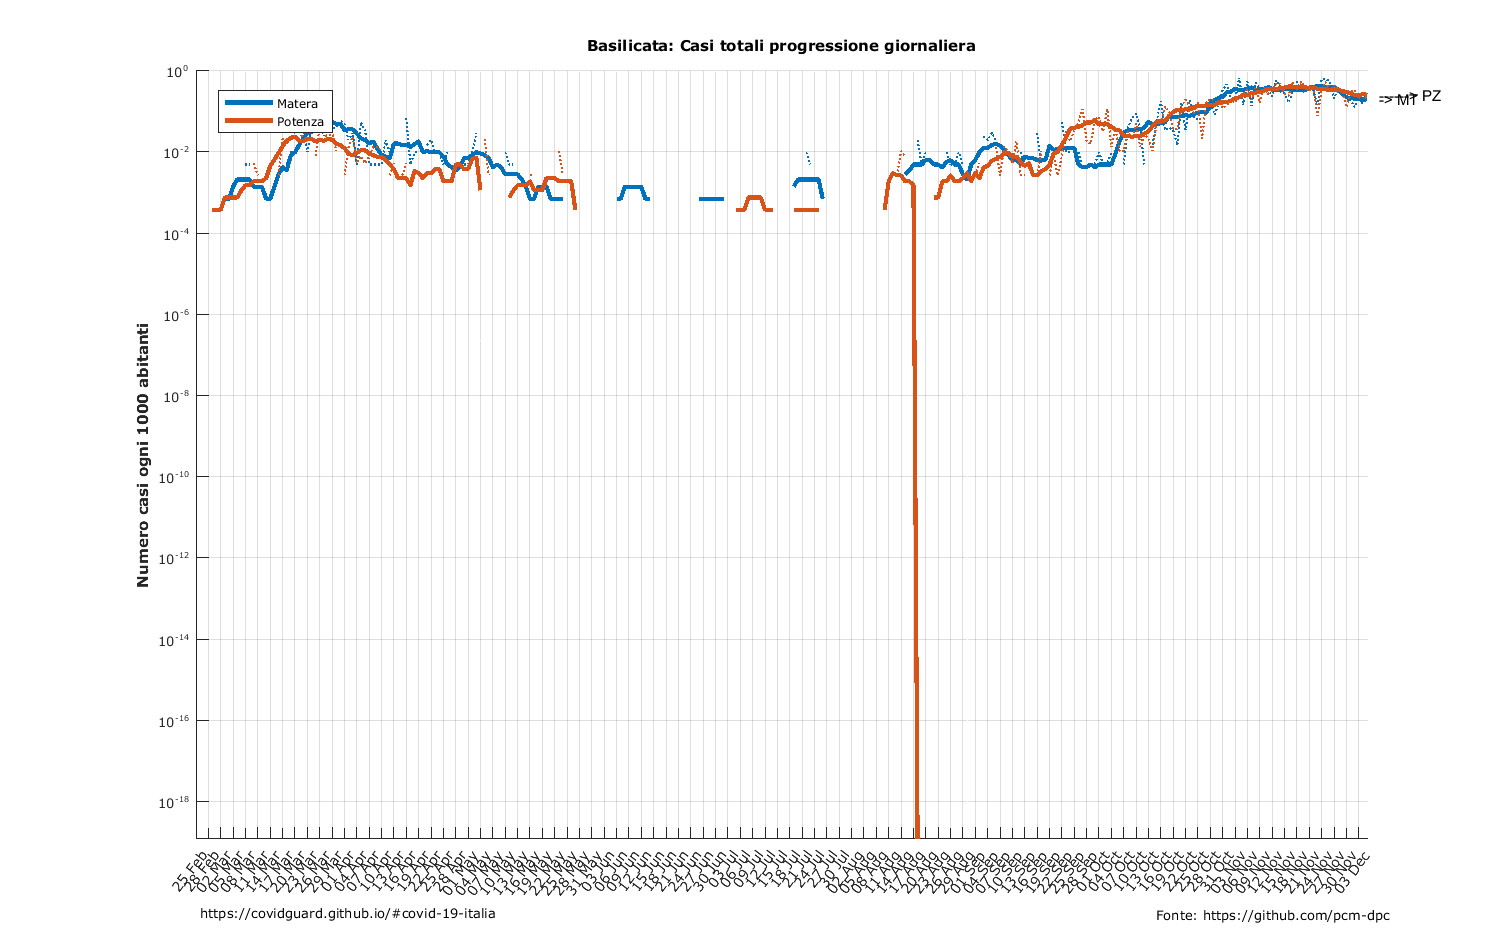 Basilicata: Casi totali progressione giornaliera
Numero casi ogni 1000 abitanti
10^0
10^-2
10^-4
10^-6
10^-8
10^-10
10^-12
10^-14
10^-16
10^-18
Matera
Potenza
--> PZ
--> MT
25 Feb
28 Feb
02 Mar
05 Mar
08 Mar
11 Mar
14 Mar
17 Mar
20 Mar
23 Mar
26 Mar
29 Mar
01 Apr
04 Apr
07 Apr
10 Apr
13 Apr
16 Apr
19 Apr
22 Apr
25 Apr
28 Apr
01 May
04 May
07 May
10 May
13 May
16 May
19 May
22 May
25 May
28 May
31 May
03 Jun
06 Jun
09 Jun
12 Jun
15 Jun
18 Jun
21 Jun
24 Jun
27 Jun
30 Jun
03 Jul
06 Jul
09 Jul
12 Jul
15 Jul
18 Jul
21 Jul
24 Jul
27 Jul
30 Jul
02 Aug
05 Aug
08 Aug
11 Aug
14 Aug
17 Aug
20 Aug
23 Aug
26 Aug
29 Aug
01 Sep
04 Sep
07 Sep
10 Sep
13 Sep
16 Sep
19 Sep
22 Sep
25 Sep
28 Sep
01 Oct
04 Oct
07 Oct
10 Oct
13 Oct
16 Oct
19 Oct
22 Oct
25 Oct
28 Oct
31 Oct
03 Nov
06 Nov
09 Nov
12 Nov
15 Nov
18 Nov
21 Nov
24 Nov
27 Nov
30 Nov
03 Dec
https://covidguard.github.io/#covid-19-italia
Fonte: https://github.com/pcm-dpc